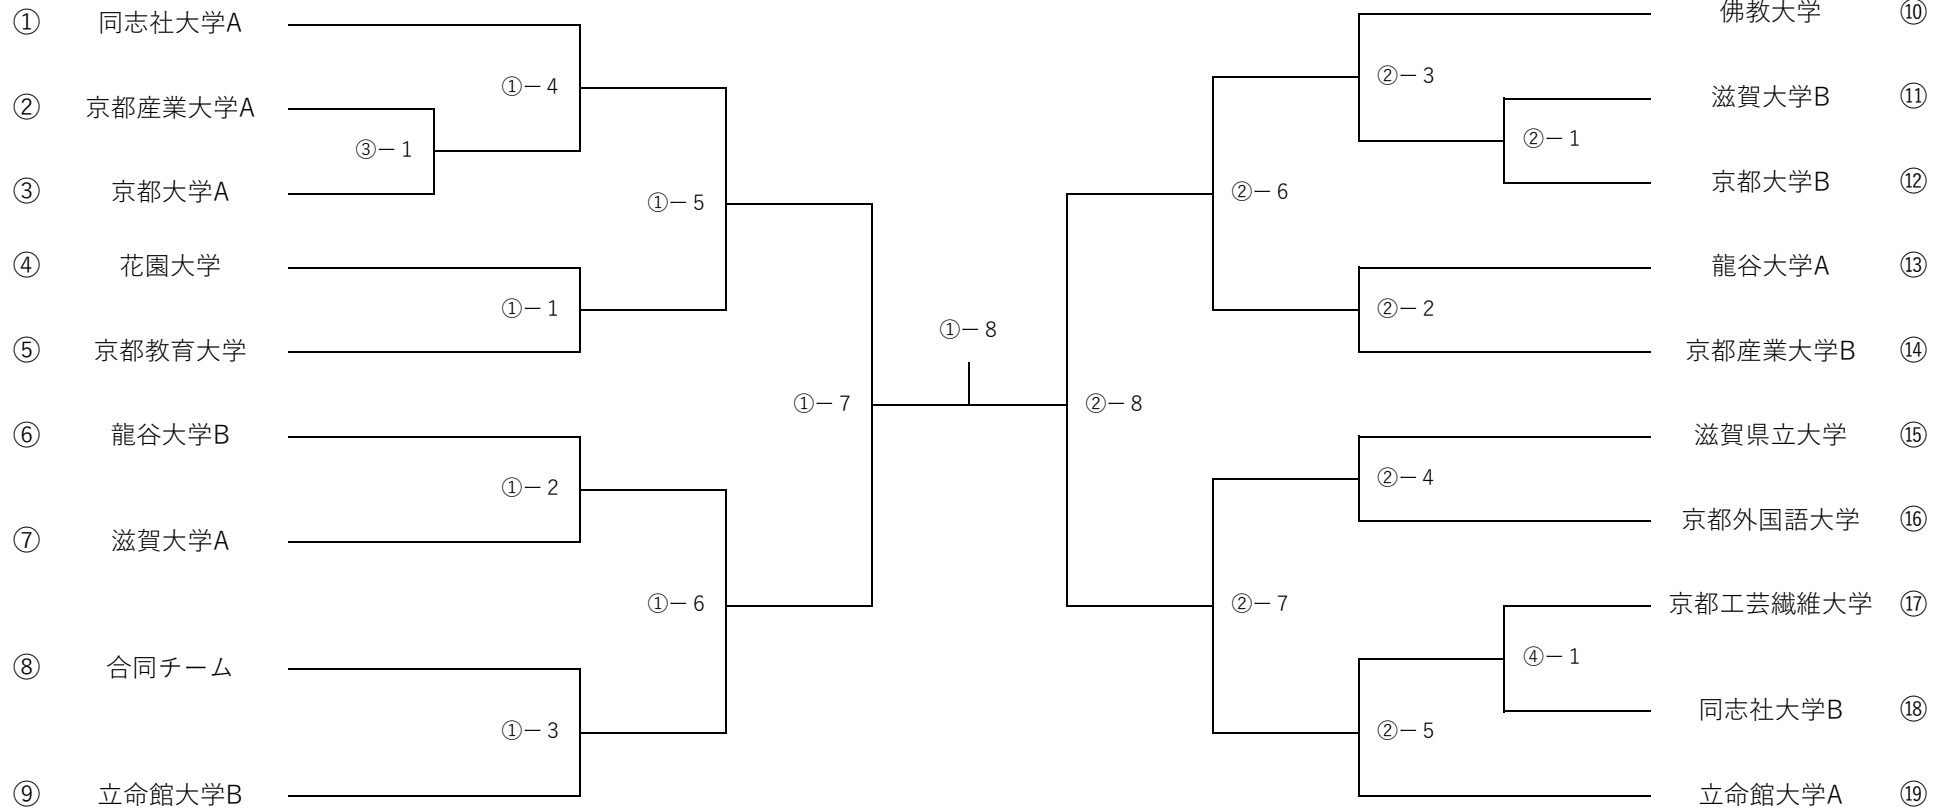 ① 同志社大学A
② 京都産業大学A
③ 京都大学A
④ 花園大学
⑤ 京都教育大学
⑥ 龍谷大学B
⑦ 滋賀大学A
⑧ 合同チーム
⑨ 立命館大学B
①－4
③－1
①－5
①－1
①－2
①－6
①－3
①－7
①－8
②－8
②－6
②－7
②－3
②－1
②－2
②－4
④－1
②－5
佛教大学 ⑩
滋賀大学B ⑪
京都大学B ⑫
龍谷大学A ⑬
京都産業大学B ⑭
滋賀県立大学 ⑮
京都外国語大学 ⑯
京都工芸繊維大学 ⑰
同志社大学B ⑱
立命館大学A ⑲